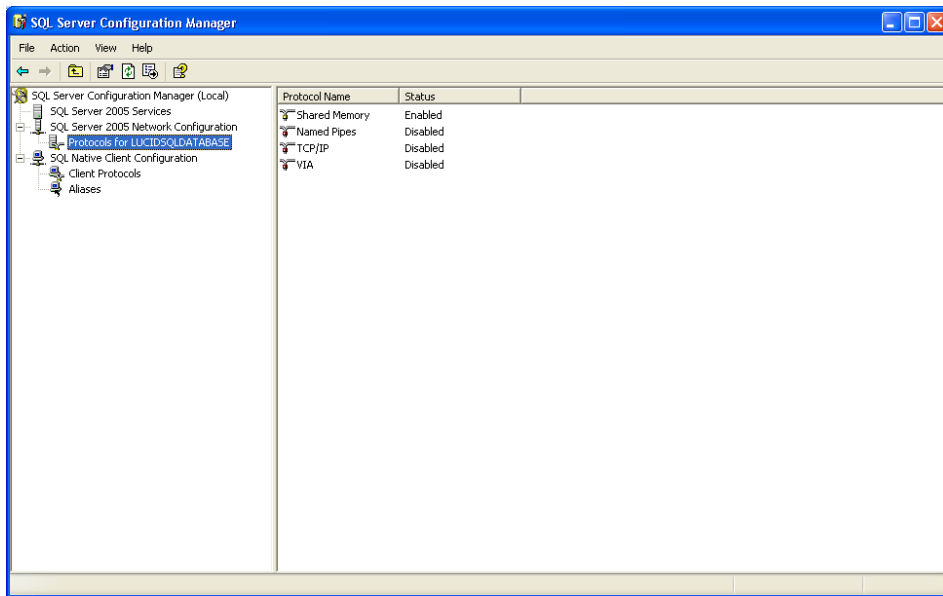 SQL Server Configuration Manager
File Action View Help
SQL Server Configuration Manager (Local)
SQL Server 2005 Services
SQL Server 2005 Network Configuration
Protocols for LUCIDSQLDATABASE
SQL Native Client Configuration
Client Protocols
Aliases
Protocol Name Status
Shared Memory Enabled
Named Pipes Disabled
TCP/IP Disabled
VIA Disabled